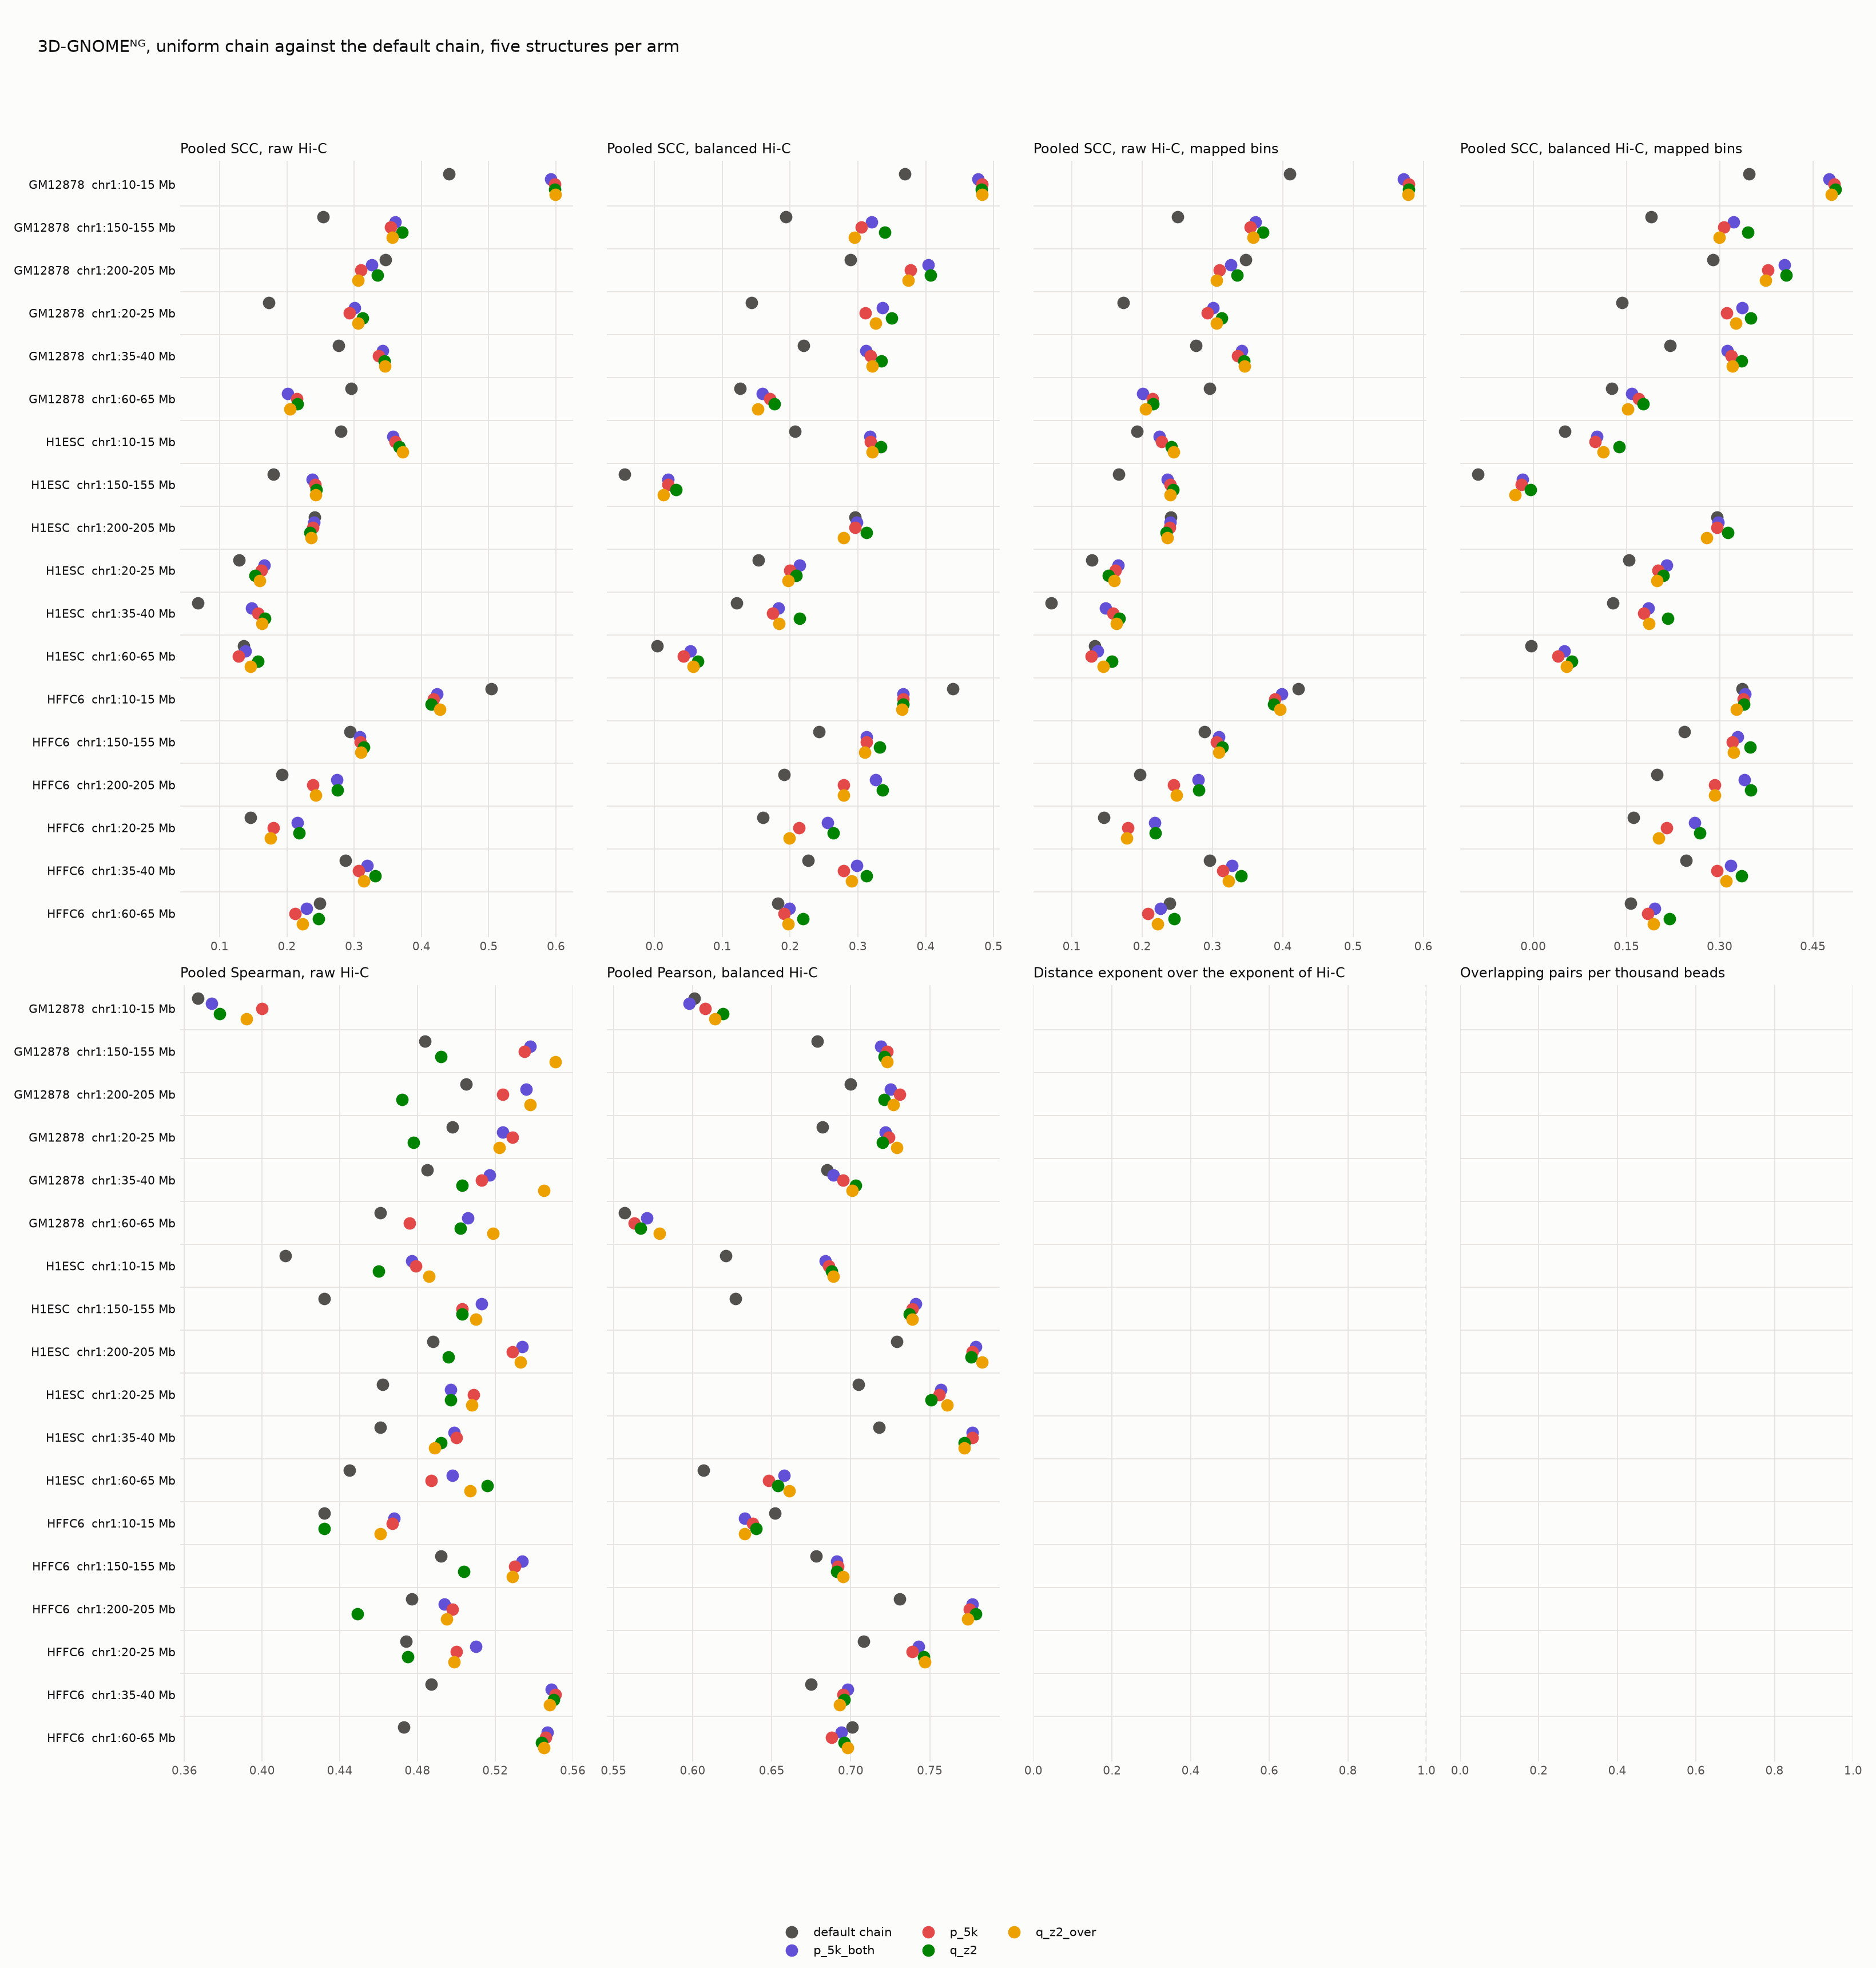 3D-GNOMEᴺᴳ, uniform chain against the default chain, five structures per arm
Pooled SCC, raw Hi-C
Pooled SCC, balanced Hi-C
Pooled SCC, raw Hi-C, mapped bins
Pooled SCC, balanced Hi-C, mapped bins
GM12878 chr1:10-15 Mb
GM12878 chr1:150-155 Mb
GM12878 chr1:200-205 Mb
GM12878 chr1:20-25 Mb
GM12878 chr1:35-40 Mb
GM12878 chr1:60-65 Mb
H1ESC chr1:10-15 Mb
H1ESC chr1:150-155 Mb
H1ESC chr1:200-205 Mb
H1ESC chr1:20-25 Mb
H1ESC chr1:35-40 Mb
H1ESC chr1:60-65 Mb
HFFC6 chr1:10-15 Mb
HFFC6 chr1:150-155 Mb
HFFC6 chr1:200-205 Mb
HFFC6 chr1:20-25 Mb
HFFC6 chr1:35-40 Mb
HFFC6 chr1:60-65 Mb
0.1 0.2 0.3 0.4 0.5 0.6
0.0 0.1 0.2 0.3 0.4 0.5
0.1 0.2 0.3 0.4 0.5 0.6
0.00 0.15 0.30 0.45
Pooled Spearman, raw Hi-C
Pooled Pearson, balanced Hi-C
Distance exponent over the exponent of Hi-C
Overlapping pairs per thousand beads
GM12878 chr1:10-15 Mb
GM12878 chr1:150-155 Mb
GM12878 chr1:200-205 Mb
GM12878 chr1:20-25 Mb
GM12878 chr1:35-40 Mb
GM12878 chr1:60-65 Mb
H1ESC chr1:10-15 Mb
H1ESC chr1:150-155 Mb
H1ESC chr1:200-205 Mb
H1ESC chr1:20-25 Mb
H1ESC chr1:35-40 Mb
H1ESC chr1:60-65 Mb
HFFC6 chr1:10-15 Mb
HFFC6 chr1:150-155 Mb
HFFC6 chr1:200-205 Mb
HFFC6 chr1:20-25 Mb
HFFC6 chr1:35-40 Mb
HFFC6 chr1:60-65 Mb
0.36 0.40 0.44 0.48 0.52 0.56
0.55 0.60 0.65 0.70 0.75
0.0 0.2 0.4 0.6 0.8 1.0
0.0 0.2 0.4 0.6 0.8 1.0
default chain
p_5k
q_z2_over
p_5k_both
q_z2